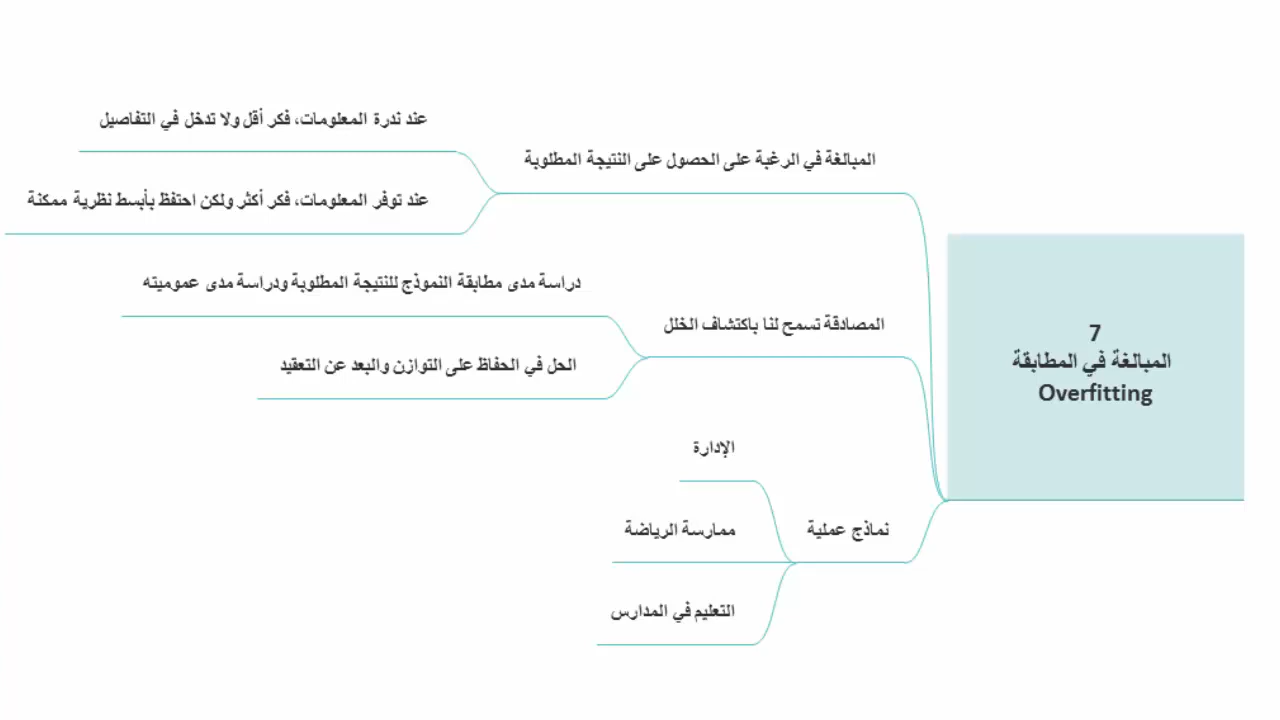 7
المبالغة في المطابقة
Overfitting
المبالغة في الرغبة على الحصول على النتيجة المطلوبة
عند ندرة المعلومات، فكر أقل ولا تدخل في التفاصيل
عند توفر المعلومات، فكر أكثر ولكن احتفظ بأبسط نظرية ممكنة
المصادقة تسمح لنا باكتشاف الخلل
دراسة مدى مطابقة النموذج للنتيجة المطلوبة ودراسة مدى عموميته
الحل في الحفاظ على التوازن والبعد عن التعقيد
نماذج عملية
الإدارة
ممارسة الرياضة
التعليم في المدارس